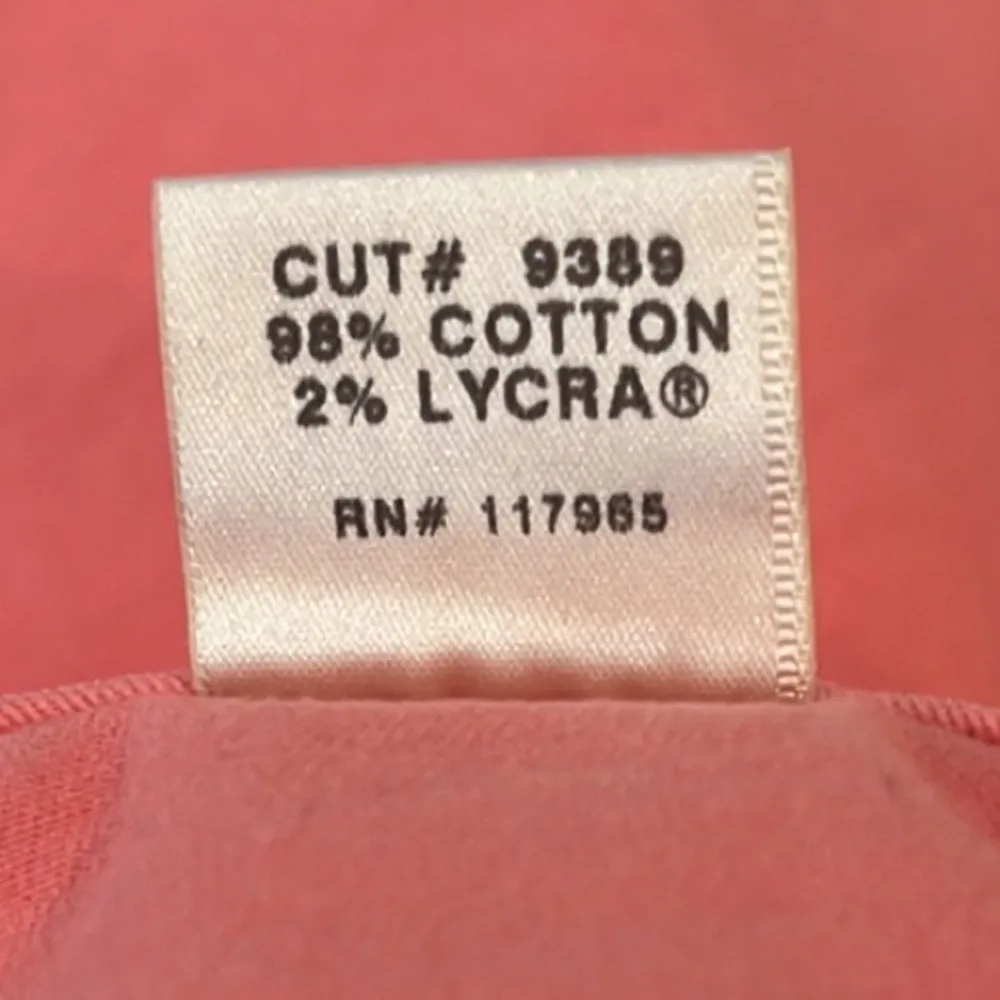 CUT# 9389
98% COTTON
2% LYCRA®
RN# 117965